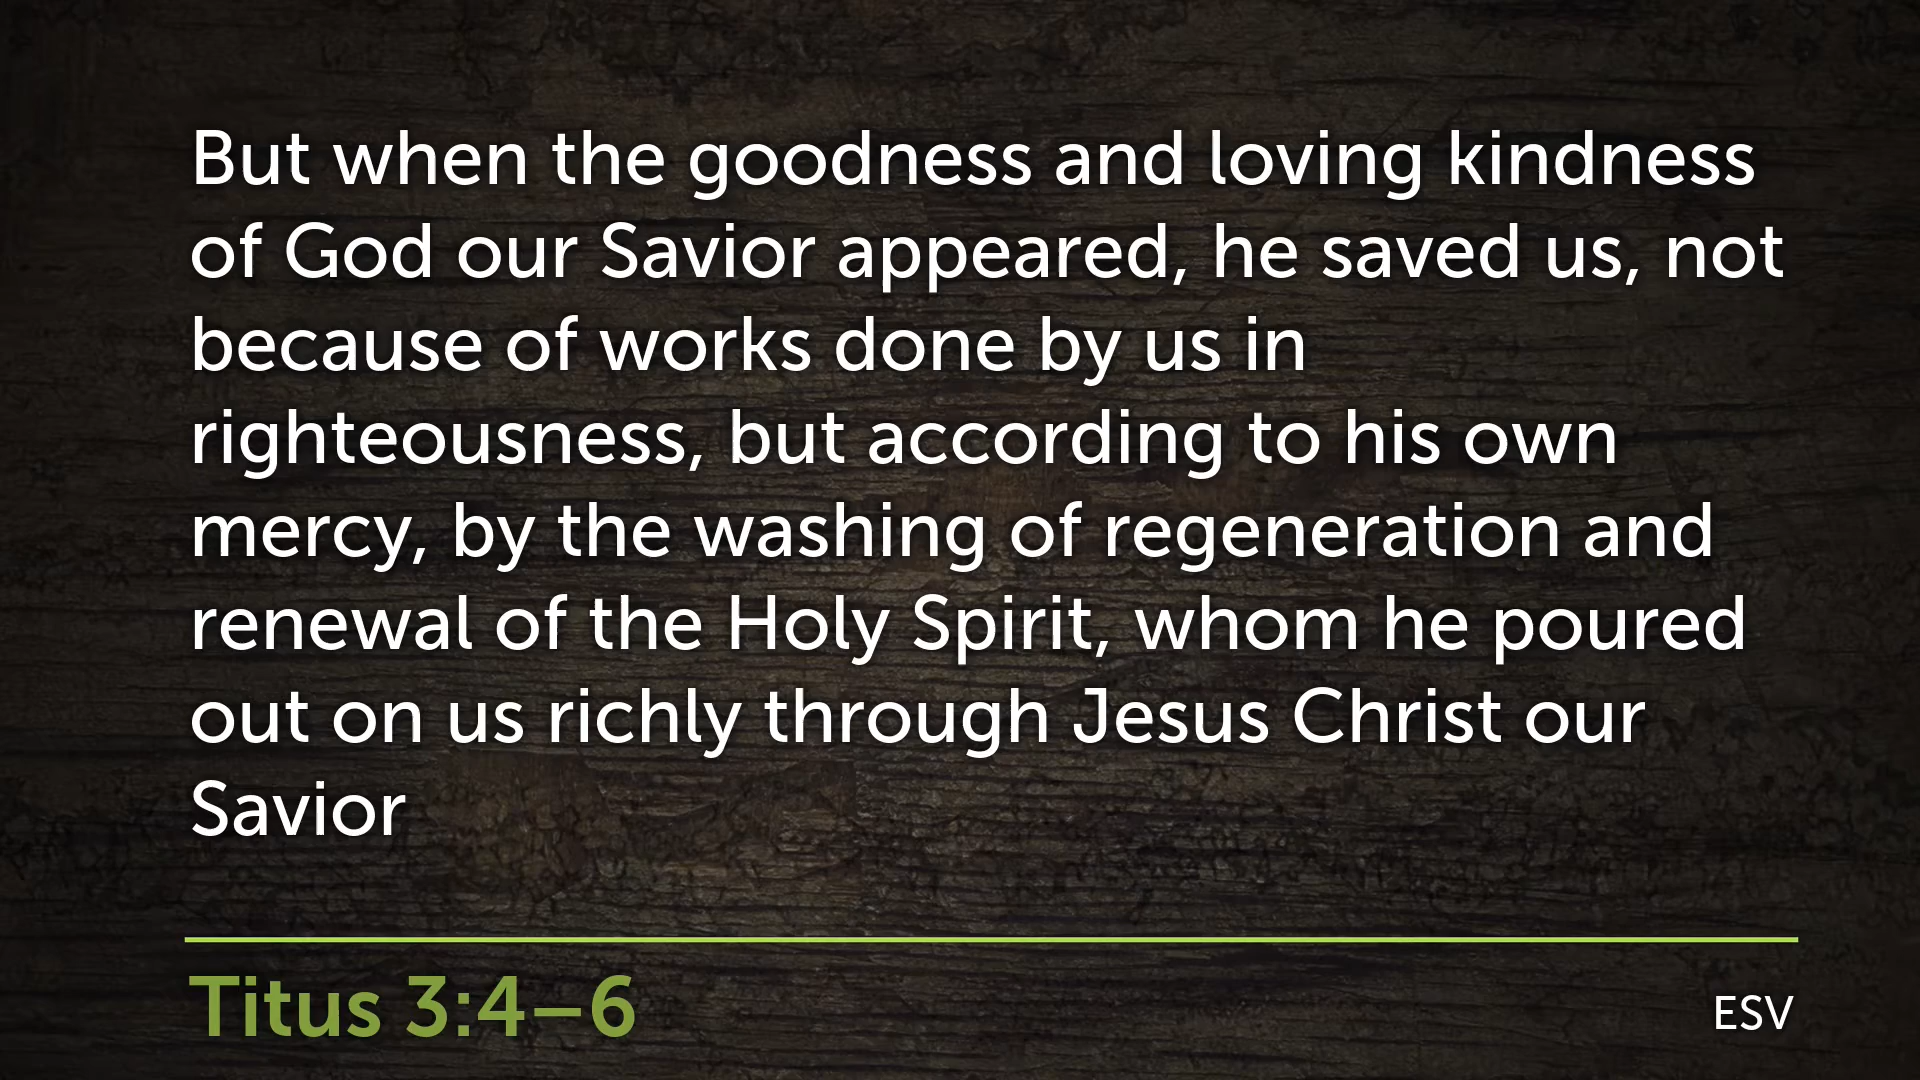 But when the goodness and loving kindness
of God our Savior appeared, he saved us, not
because of works done by us in
righteousness, but according to his own
mercy, by the washing of regeneration and
renewal of the Holy Spirit, whom he poured
out on us richly through Jesus Christ our
Savior
Titus 3:4–6
ESV